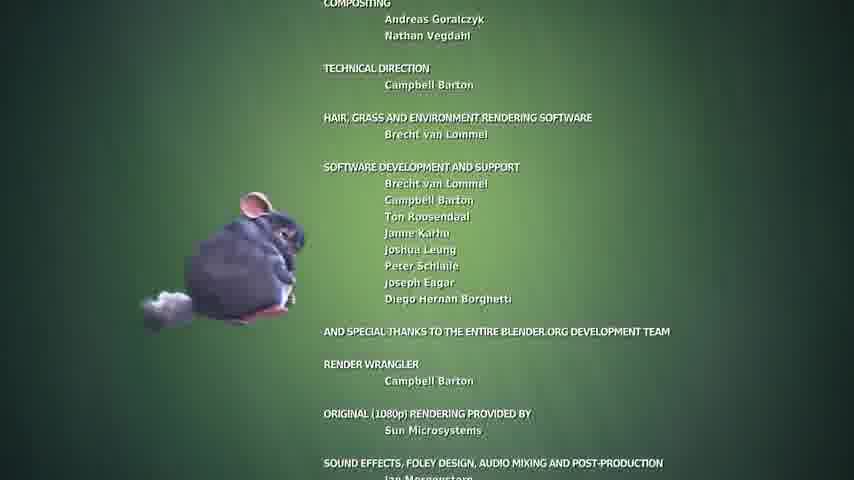 COMPOSITING
Andreas Goralczyk
Nathan Vegdahl
TECHNICAL DIRECTION
Campbell Barton
HAIR, GRASS AND ENVIRONMENT RENDERING SOFTWARE
Brecht van Lommel
SOFTWARE DEVELOPMENT AND SUPPORT
Brecht van Lommel
Campbell Barton
Ton Roosendaal
Janne Karhu
Joshua Leung
Peter Schlaile
Joseph Eagar
Diego Hernan Borghetti
AND SPECIAL THANKS TO THE ENTIRE BLENDER.ORG DEVELOPMENT TEAM
RENDER WRANGLER
Campbell Barton
ORIGINAL (1080p) RENDERING PROVIDED BY
Sun Microsystems
SOUND EFFECTS, FOLEY DESIGN, AUDIO MIXING AND POST-PRODUCTION
Jan Morgenstern